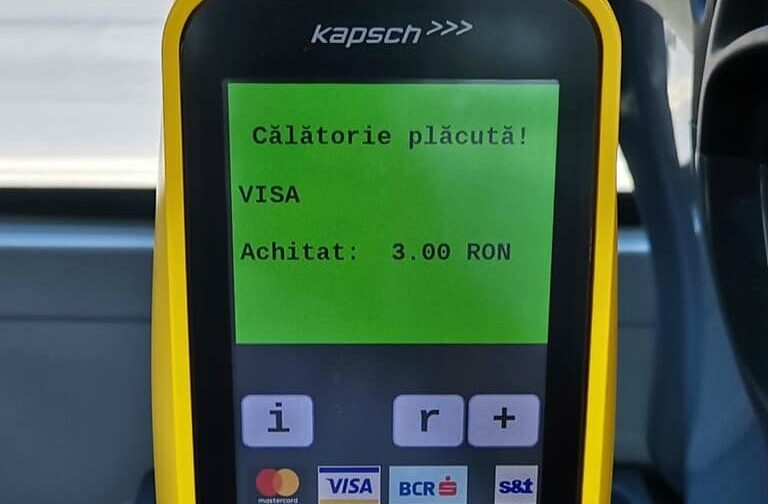 kapsch >>>
Călătorie plăcută!
VISA
Achitat: 3.00 RON
i r +
mastercard VISA BCR s&t